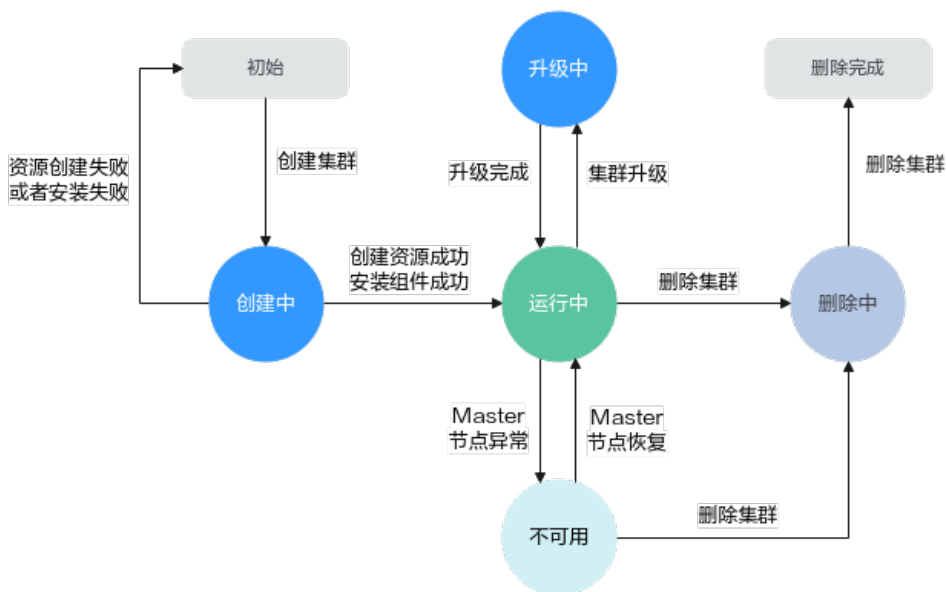 初始
升级中
删除完成
资源创建失败
或者安装失败
创建集群
升级完成
集群升级
删除集群
创建资源成功
安装组件成功
删除集群
创建中
运行中
删除中
Master
节点异常
Master
节点恢复
删除集群
不可用